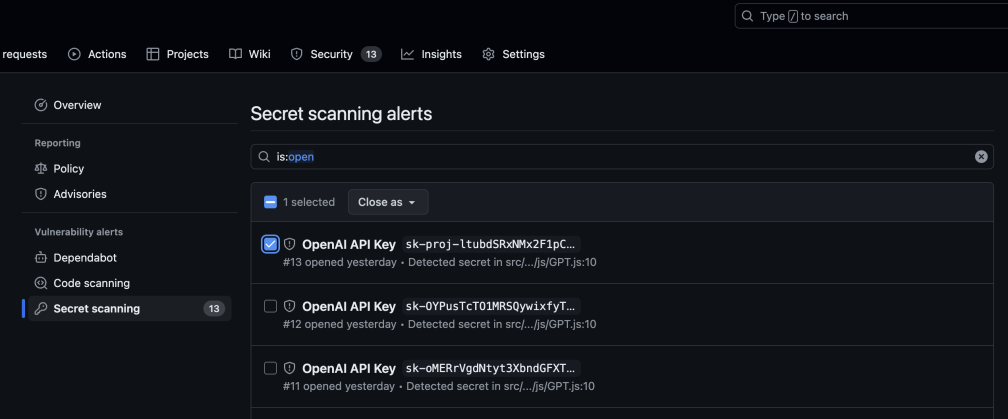 Type / to search
requests Actions Projects Wiki Security 13 Insights Settings
Overview
Reporting
Policy
Advisories
Vulnerability alerts
Dependabot
Code scanning
Secret scanning 13
Secret scanning alerts
is:open
1 selected Close as
OpenAI API Key sk-proj-ltubdSRxNMx2F1pC…
#13 opened yesterday • Detected secret in src/…/js/GPT.js:10
OpenAI API Key sk-OYPusTcTO1MRSQywixfyT…
#12 opened yesterday • Detected secret in src/…/js/GPT.js:10
OpenAI API Key sk-oMERrVgdNtyt3XbndGFXT…
#11 opened yesterday • Detected secret in src/…/js/GPT.js:10